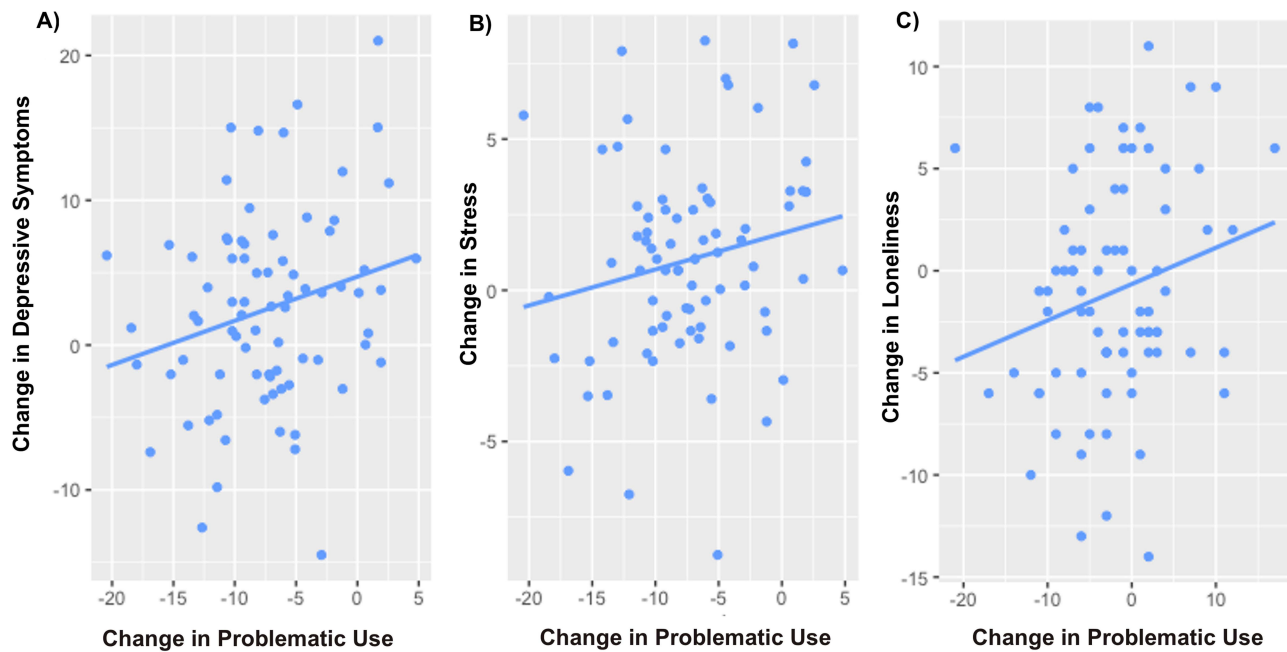 A)
Change in Depressive Symptoms
20
10
0
-10
-20 -15 -10 -5 0 5
Change in Problematic Use
B)
Change in Stress
5
0
-5
-20 -15 -10 -5 0 5
Change in Problematic Use
C)
Change in Loneliness
10
5
0
-5
-10
-15
-20 -10 0 10
Change in Problematic Use